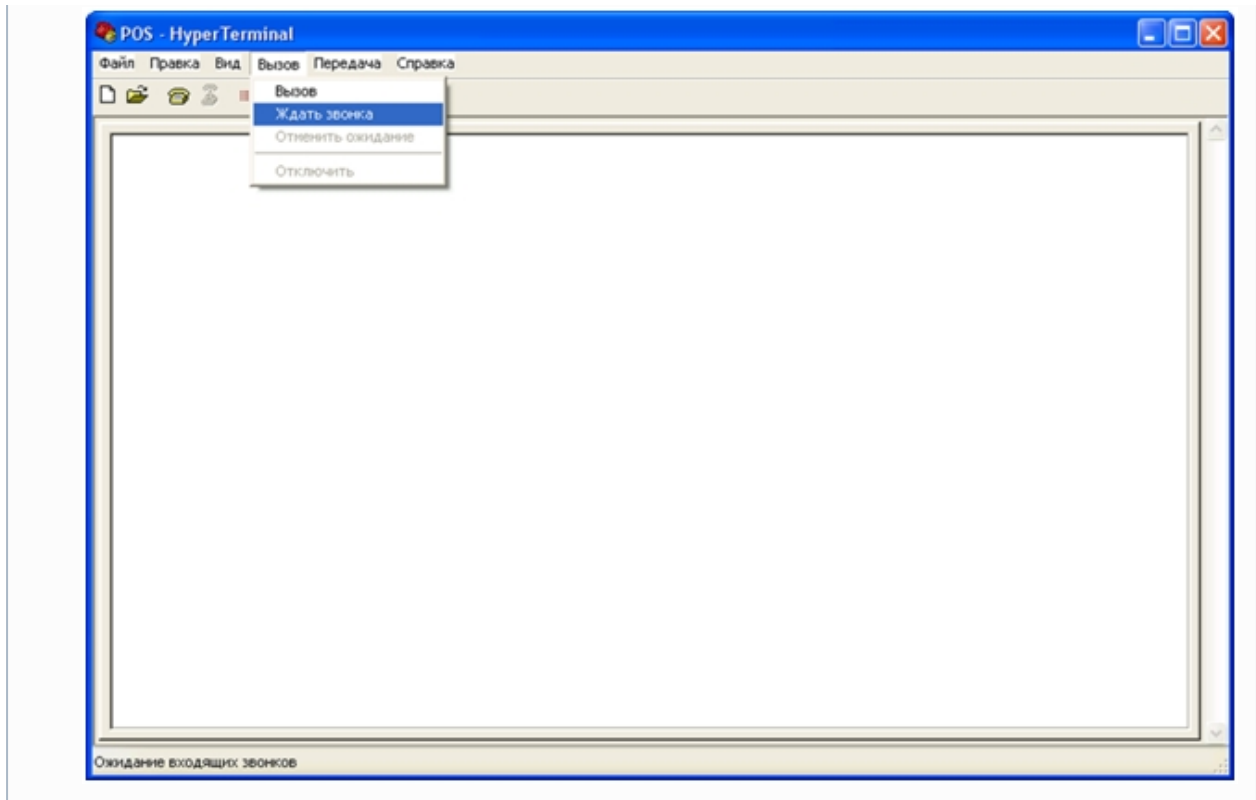 POS - HyperTerminal
Файл Правка Вид Вызов Передача Справка
Вызов
Ждать звонка
Отменить ожидание
Отключить
Ожидание входящих звонков